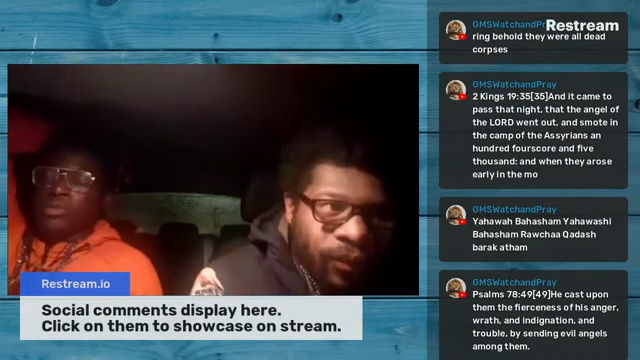 Restream.io
Social comments display here.
Click on them to showcase on stream.
Restream
GMSWatchandPr
ring behold they were all dead
corpses
GMSWatchandPray
2 Kings 19:35[35]And it came to
pass that night, that the angel of
the LORD went out, and smote in
the camp of the Assyrians an
hundred fourscore and five
thousand: and when they arose
early in the mo
GMSWatchandPray
Yahawah Bahasham Yahawashi
Bahasham Rawchaa Qadash
barak atham
GMSWatchandPray
Psalms 78:49[49]He cast upon
them the fierceness of his anger,
wrath, and indignation, and
trouble, by sending evil angels
among them.